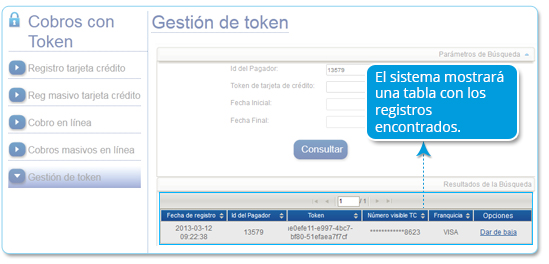 Cobros con
Token
Registro tarjeta crédito
Reg masivo tarjeta crédito
Cobro en línea
Cobros masivos en línea
Gestión de token
Gestión de token
Parámetros de Búsqueda
Id del Pagador:
13579
Token de tarjeta de crédito:
Fecha Inicial:
Fecha Final:
Consultar
El sistema mostrará
una tabla con los
registros
encontrados.
Resultados de la Búsqueda
1 / 1
Fecha de registro Id del Pagador Token Número visible TC Franquicia Opciones
2013-03-12
09:22:38
13579
e0efe11-e997-4bc7-
bf80-51efaea7f7cf
************8623
VISA
Dar de baja